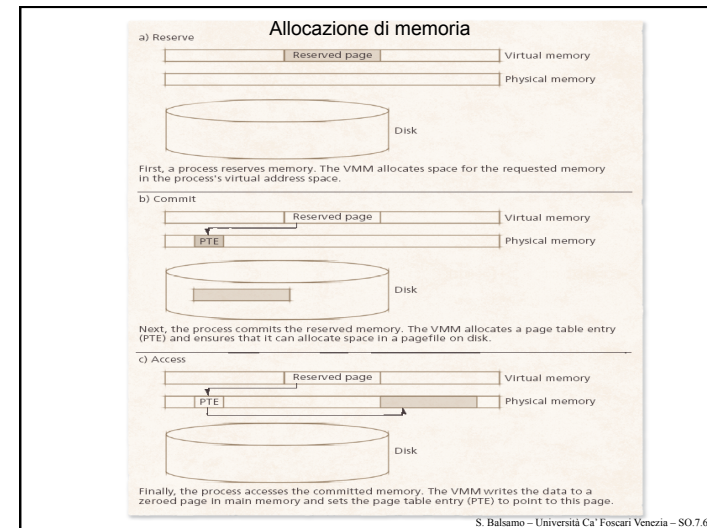 Allocazione di memoria
a) Reserve
Reserved page
Virtual memory
Physical memory
Disk
First, a process reserves memory. The VMM allocates space for the requested memory
in the process's virtual address space.
b) Commit
Reserved page
Virtual memory
PTE
Physical memory
Disk
Next, the process commits the reserved memory. The VMM allocates a page table entry
(PTE) and ensures that it can allocate space in a pagefile on disk.
c) Access
Reserved page
Virtual memory
PTE
Physical memory
Disk
Finally, the process accesses the committed memory. The VMM writes the data to a
zeroed page in main memory and sets the page table entry (PTE) to point to this page.
S. Balsamo – Università Ca' Foscari Venezia – SO.7.6